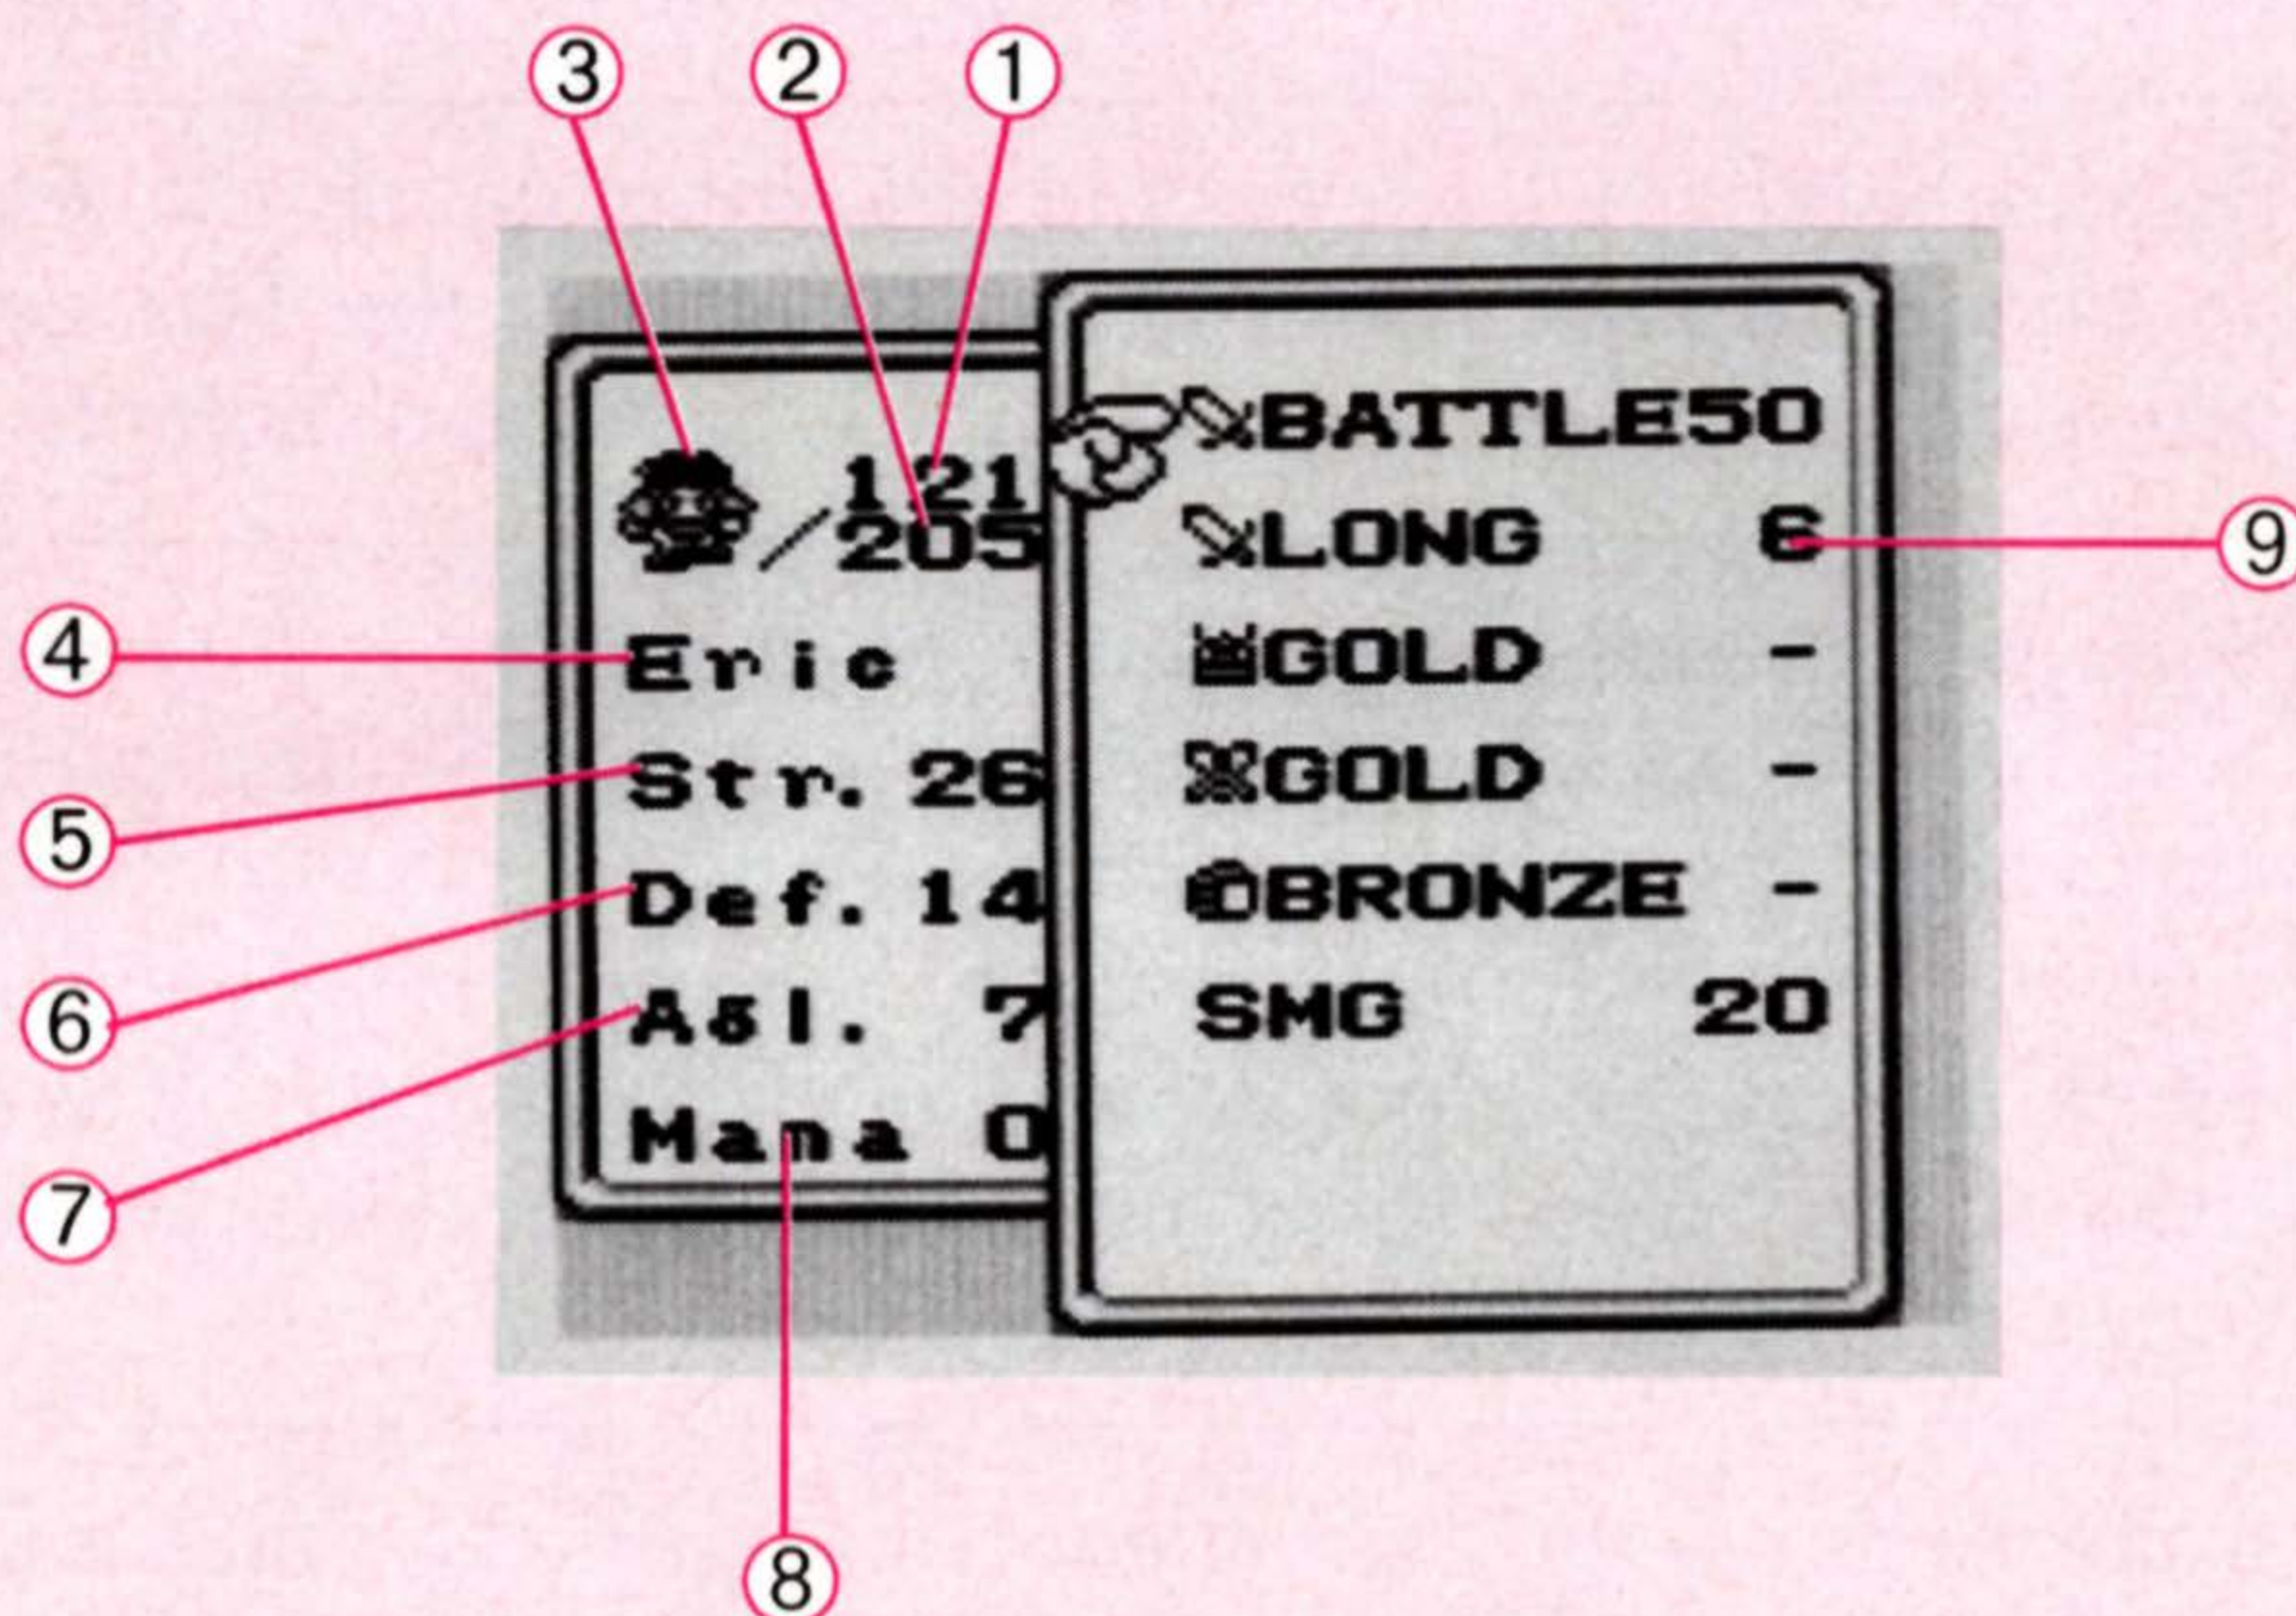 3 2 1
BATTLE50
121
/205
LONG 6 9
4 Eric
GOLD -
5 Str. 26
GOLD -
6 Def. 14
BRONZE -
7 Agl. 7
SMG 20
Mana 0
8